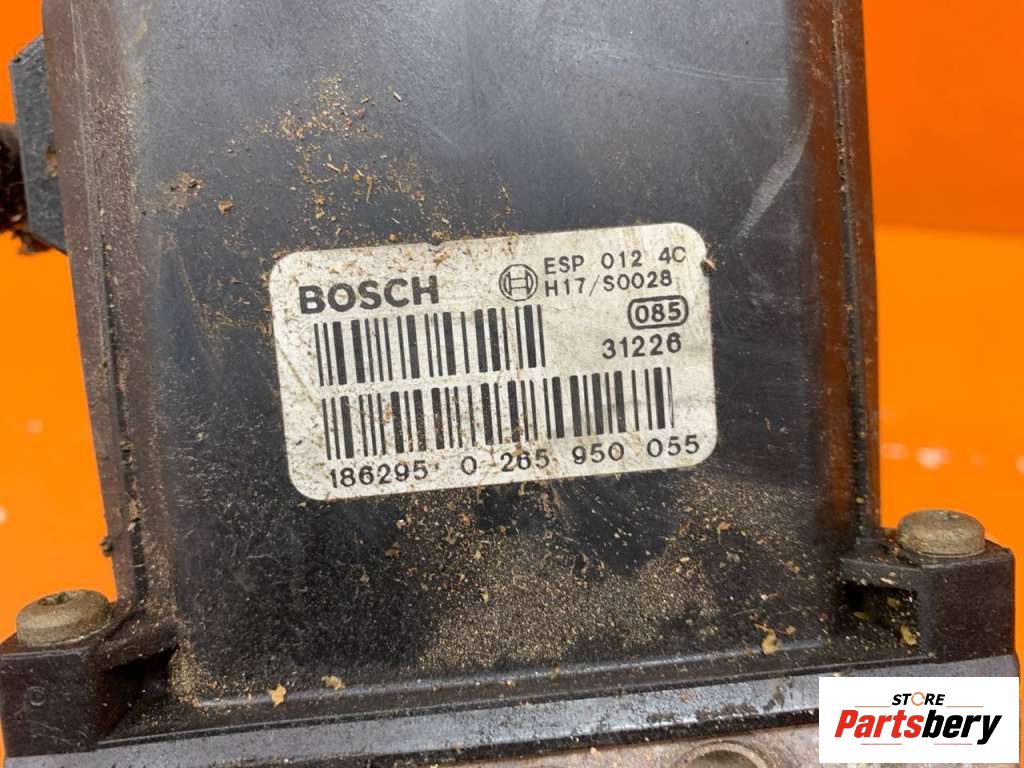 BOSCH
ESP 012 4C
H17/S0028
085
31226
186295 0 265 950 055
STORE
Partsbery